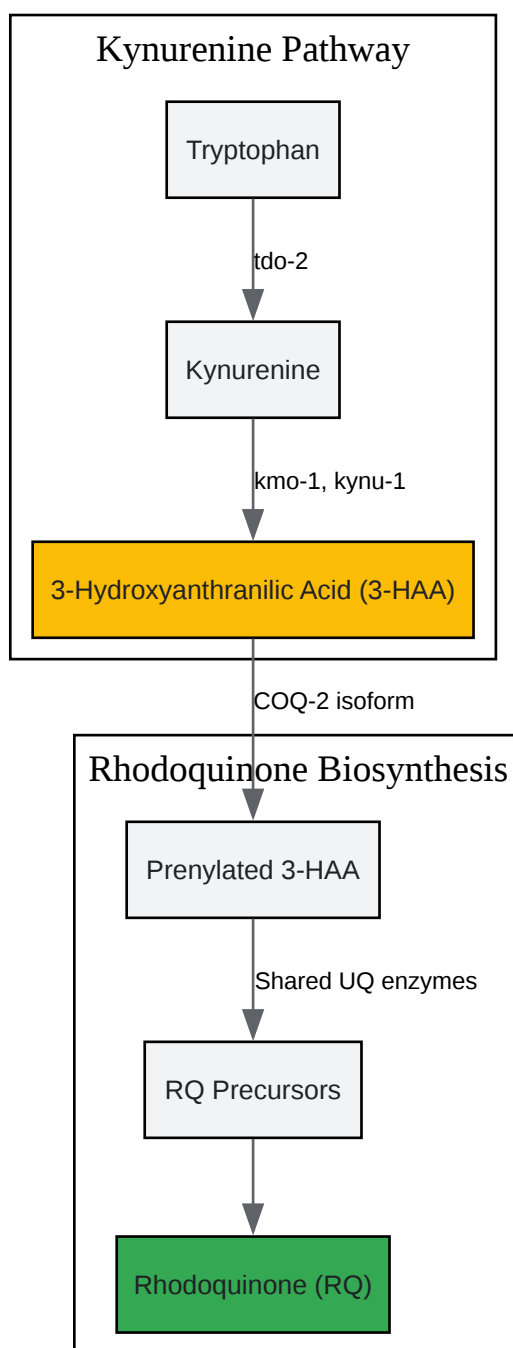 Kynurenine Pathway
Tryptophan
tdo-2
Kynurenine
kmo-1, kynu-1
3-Hydroxyanthranilic Acid (3-HAA)
COQ-2 isoform
Rhodoquinone Biosynthesis
Prenylated 3-HAA
Shared UQ enzymes
RQ Precursors
Rhodoquinone (RQ)